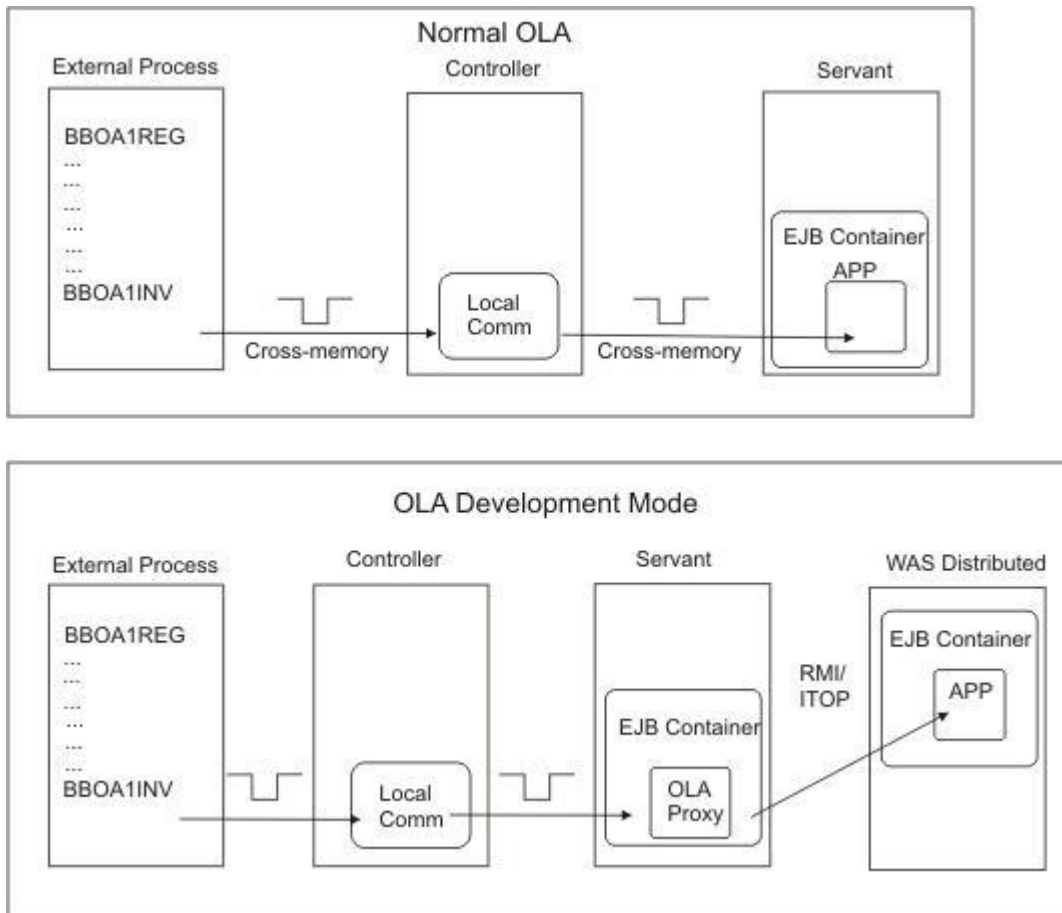 Normal OLA
External Process
Controller
Servant
BBOA1REG
...
...
...
...
...
...
BBOA1INV
Cross-memory
Local
Comm
Cross-memory
EJB Container
APP
OLA Development Mode
External Process
Controller
Servant
WAS Distributed
BBOA1REG
...
...
...
...
...
...
BBOA1INV
Local
Comm
EJB Container
OLA
Proxy
RMI/
ITOP
EJB Container
APP